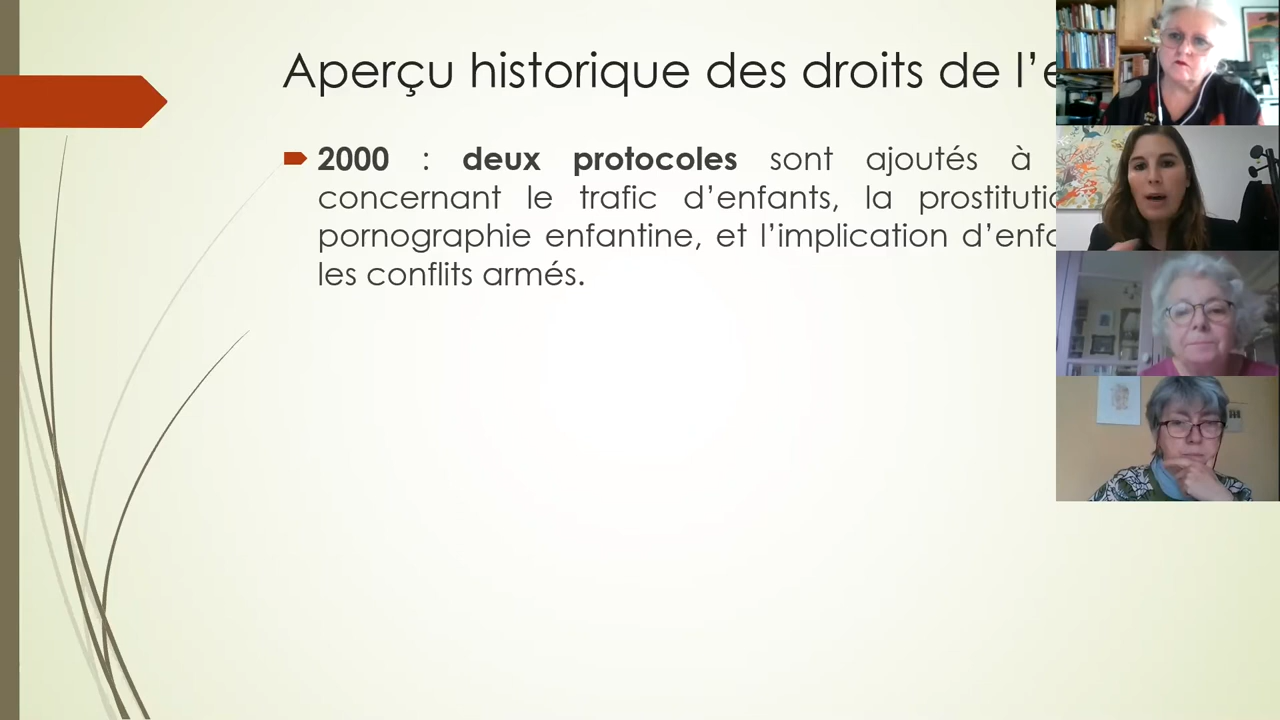 Aperçu historique des droits de l’e
2000 : deux protocoles sont ajoutés à
concernant le trafic d’enfants, la prostitutio
pornographie enfantine, et l’implication d’enfa
les conflits armés.